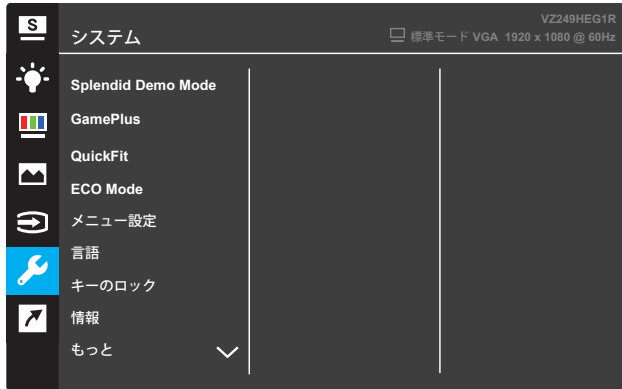 S
システム
VZ249HEG1R
標準モード VGA 1920 x 1080 @ 60Hz
Splendid Demo Mode
GamePlus
QuickFit
ECO Mode
メニュー設定
言語
キーのロック
情報
もっと